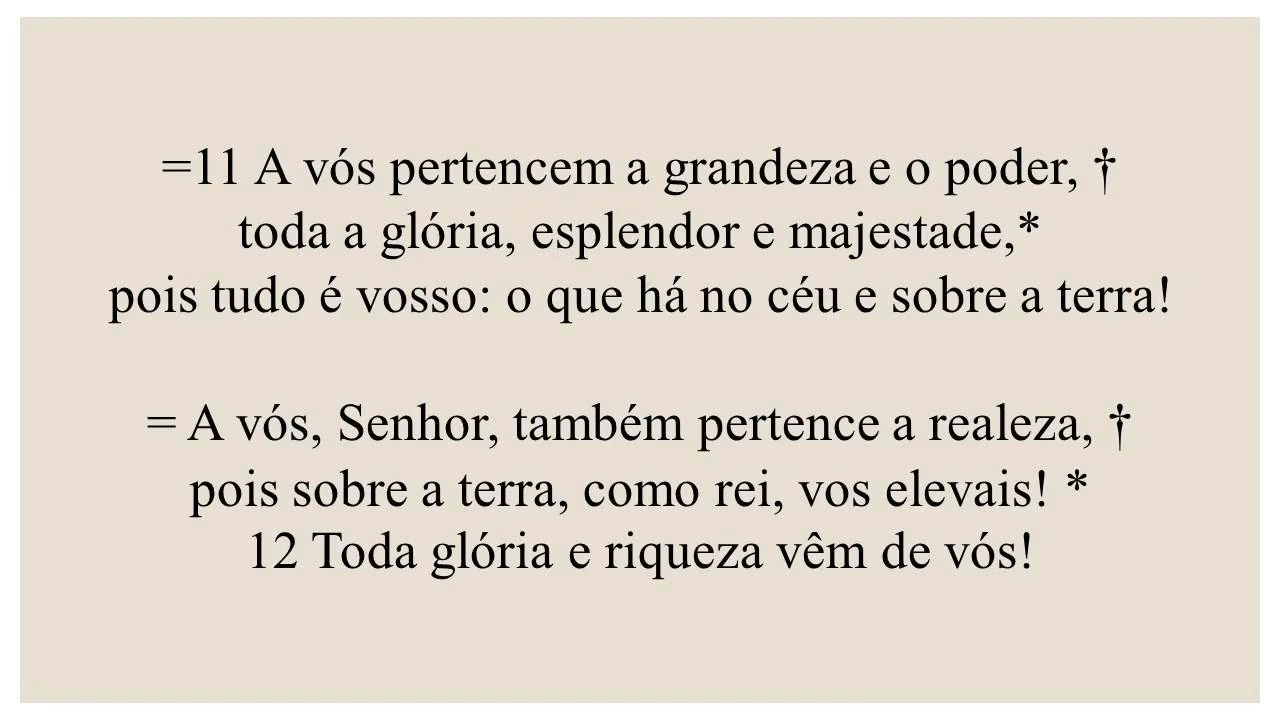 =11 A vós pertencem a grandeza e o poder, †
toda a glória, esplendor e majestade,*
pois tudo é vosso: o que há no céu e sobre a terra!
= A vós, Senhor, também pertence a realeza, †
pois sobre a terra, como rei, vos elevais! *
12 Toda glória e riqueza vêm de vós!